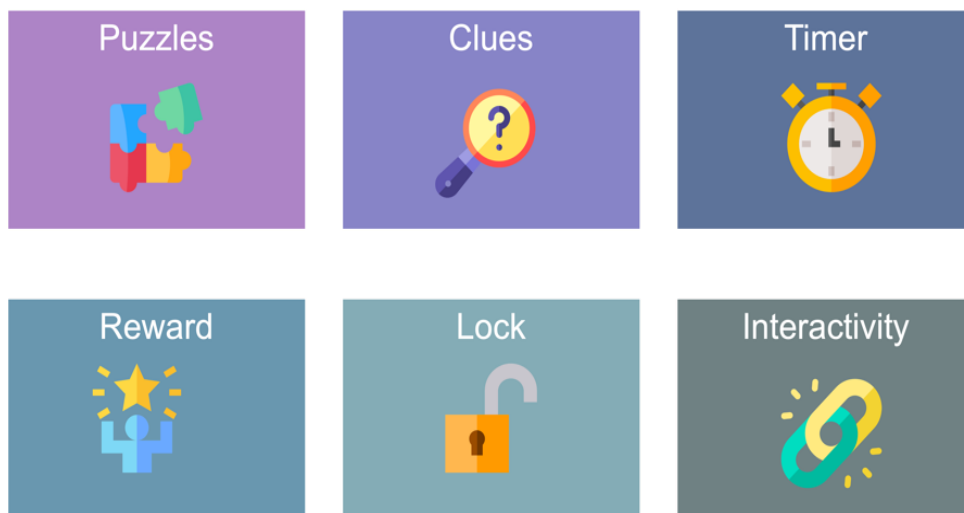 Puzzles
Clues
Timer
?
Reward
Lock
Interactivity